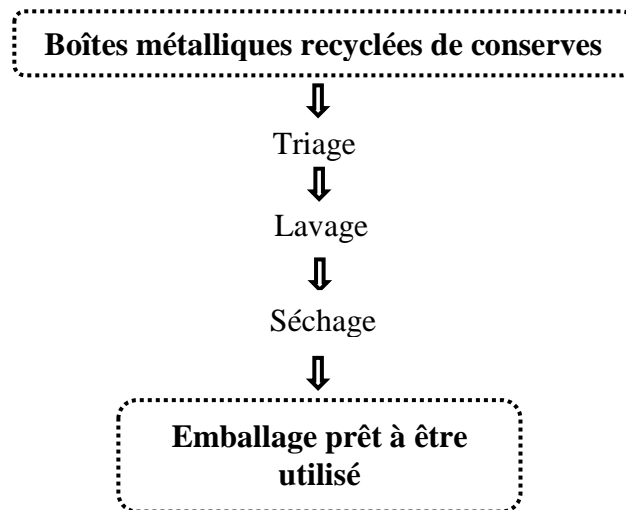 Boîtes métalliques recyclées de conserves
Triage
Lavage
Séchage
Emballage prêt à être
utilisé